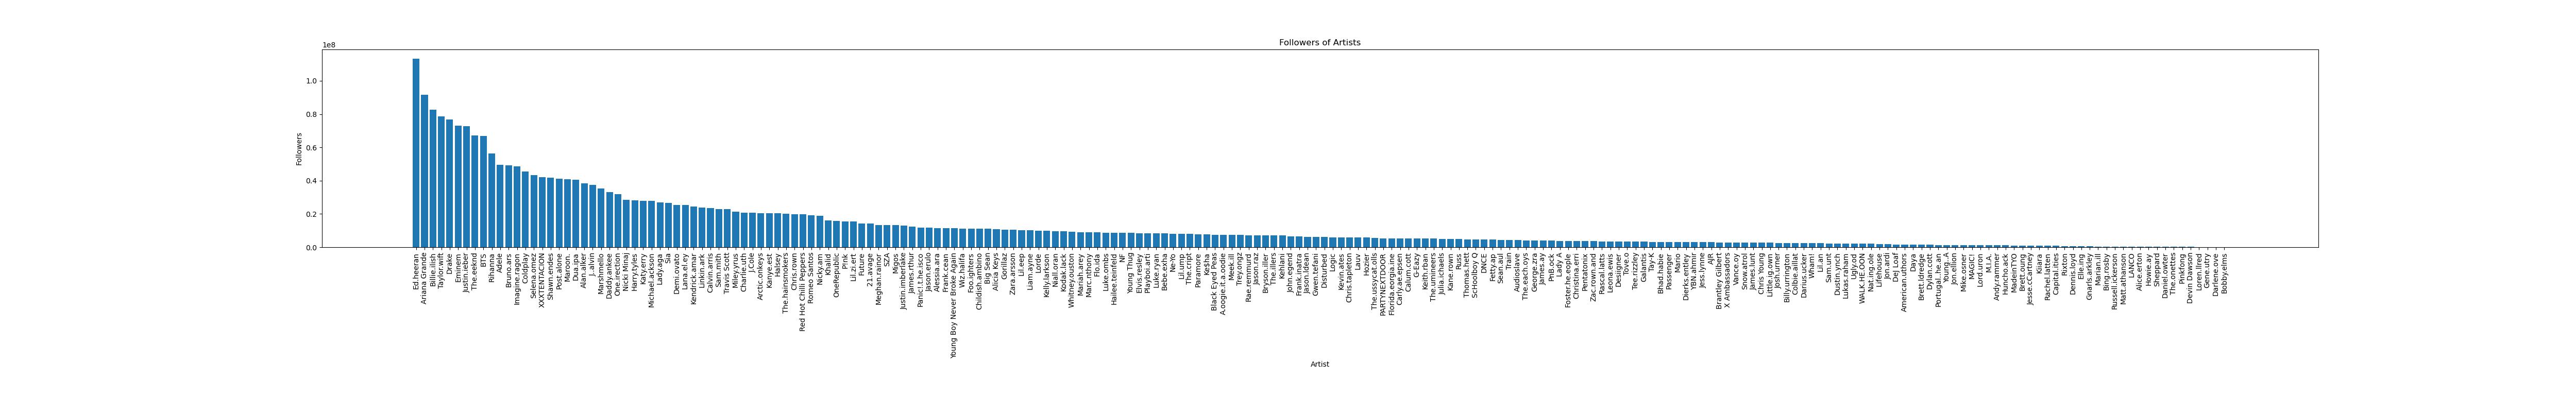 Followers of Artists
1e8
1.0
0.8
0.6
0.4
0.2
0.0
Followers
Ed.heeran
Ariana Grande
Billie.ilish
Taylor.wift
Drake
Eminem
Justin.ieber
The.eeknd
BTS
Rihanna
Adele
Bruno.ars
Imagine.ragon
Coldplay
Selena.omez
XXXTENTACION
Shawn.endes
Post.alone
Maroon.
Dua.ipa
Alan.alker
J. alvin
Marshmello
Daddy.ankee
One.irection
Nicki Minaj
Harry.tyles
Katy.erry
Michael.ackson
Lady.aga
Sia
Demi.ovato
Lana.el.ey
Kendrick.amar
Linkin.ark
Calvin.arris
Sam.mith
Travis Scott
Miley.yrus
Charlie.uth
J.Cole
Arctic.onkeys
Kanye.est
Halsey
The.hainsmokers
Chris.rown
Red Hot Chili Peppers
Romeo Santos
Nicky.am
Khalid
OneRepublic
P!nk
Lil.zi.ert
Future
21.avage
Meghan.rainor
SZA
Migos
Justin.imberlake
James.rthur
Panic!.t.he.isco
Jason.erulo
Alessia.ara
Frank.cean
Young Boy Never Broke Again
Wiz.halifa
Foo.ighters
Childish.ambino
Big Sean
Alicia Keys
Gorillaz
Zara .arsson
Lil.eep
Liam.ayne
Lorde
Kelly.larkson
Niall.oran
Kodak.lack
Whitney.ouston
Mariah.arey
Marc.nthony
Flo.ida
Luke.ombs
Hailee.teinfeld
Hunt
Young Thug
Elvis.resley
Playboi.arti
Luke.ryan
Bebe.exha
Ne-Yo
Lil.ump
The.cript
Paramore
Ke$ha
Black Eyed Peas
A.oogie.it.a.oodie
Meek.ill
Trey.ongz
Rae.remmurd
Jason.raz
Bryson.iller
The.illers
Kehlani
John.egend
Frank.inatra
Jason.ldean
Gwen.tefani
Disturbed
Logic
Kevin.ates
Chris.tapleton
Lauv
Hozier
The.ussycat.olls
PARTYNEXTDOOR
Florida.eorgia.ine
Carly.ae.epsen
Calum.cott
G-Eazy
Keith.rban
The.umineers
Julia.ichaels
Kane.rown
Russ
Thomas.hett
ScHoolboy Q
DNCE
Fetty.ap
Sean.aul
Train
Audioslave
The.each.oys
George.zra
James.ay
PnB.ock
Lady A
Foster.he.eople
Christina.erri
Pentatonix
Zac.rown.and
Rascal.latts
Leona.ewis
Desiigner
Tove.o
Tee.rizzley
Galantis
Tay-K
Bhad.habie
Passenger
Mario
Dierks.entley
YBN.ahmir
Jess.lynne
AJR
Brantley Gilbert
X Ambassadors
Vance.oy
Snow.atrol
James.lunt
Chris Young
Little.ig.own
Josh.urner
Billy.urrington
Colbie.aillat
Darius.ucker
Wham!
Lil.ick
Sam.unt
Dustin.ynch
Lukas.raham
Ugly.od
WALK.HE.OON
Nat.ing.ole
Lifehouse
Jon.ardi
Dej.Loaf
American.uthors
Daya
Dylan.cott
Brett.ldredge
Portugal..he.an
Young..A
Jon.ellion
Mike.osner
MAGIC!
Lord.uron
M.I.A.
Andy.rammer
Huncho.ack
MadeinTYO
Brett.oung
Jesse.cCartney
Kiiara
Rachel.latten
Capital.ities
Rixton
Dennis.loyd
Elle.ing
Gnarls.arkley
Marian.ill
Bing.rosby
Russell.ickerson
Matt.athanson
LANCO
Alice.erton
Howie.ay
Sheppard
Daniel.owter
The.onettes
Pinkfong
Devin Dawson
Loren.llred
Gene.utry
Darlene.ove
Bobby.elms
Artist